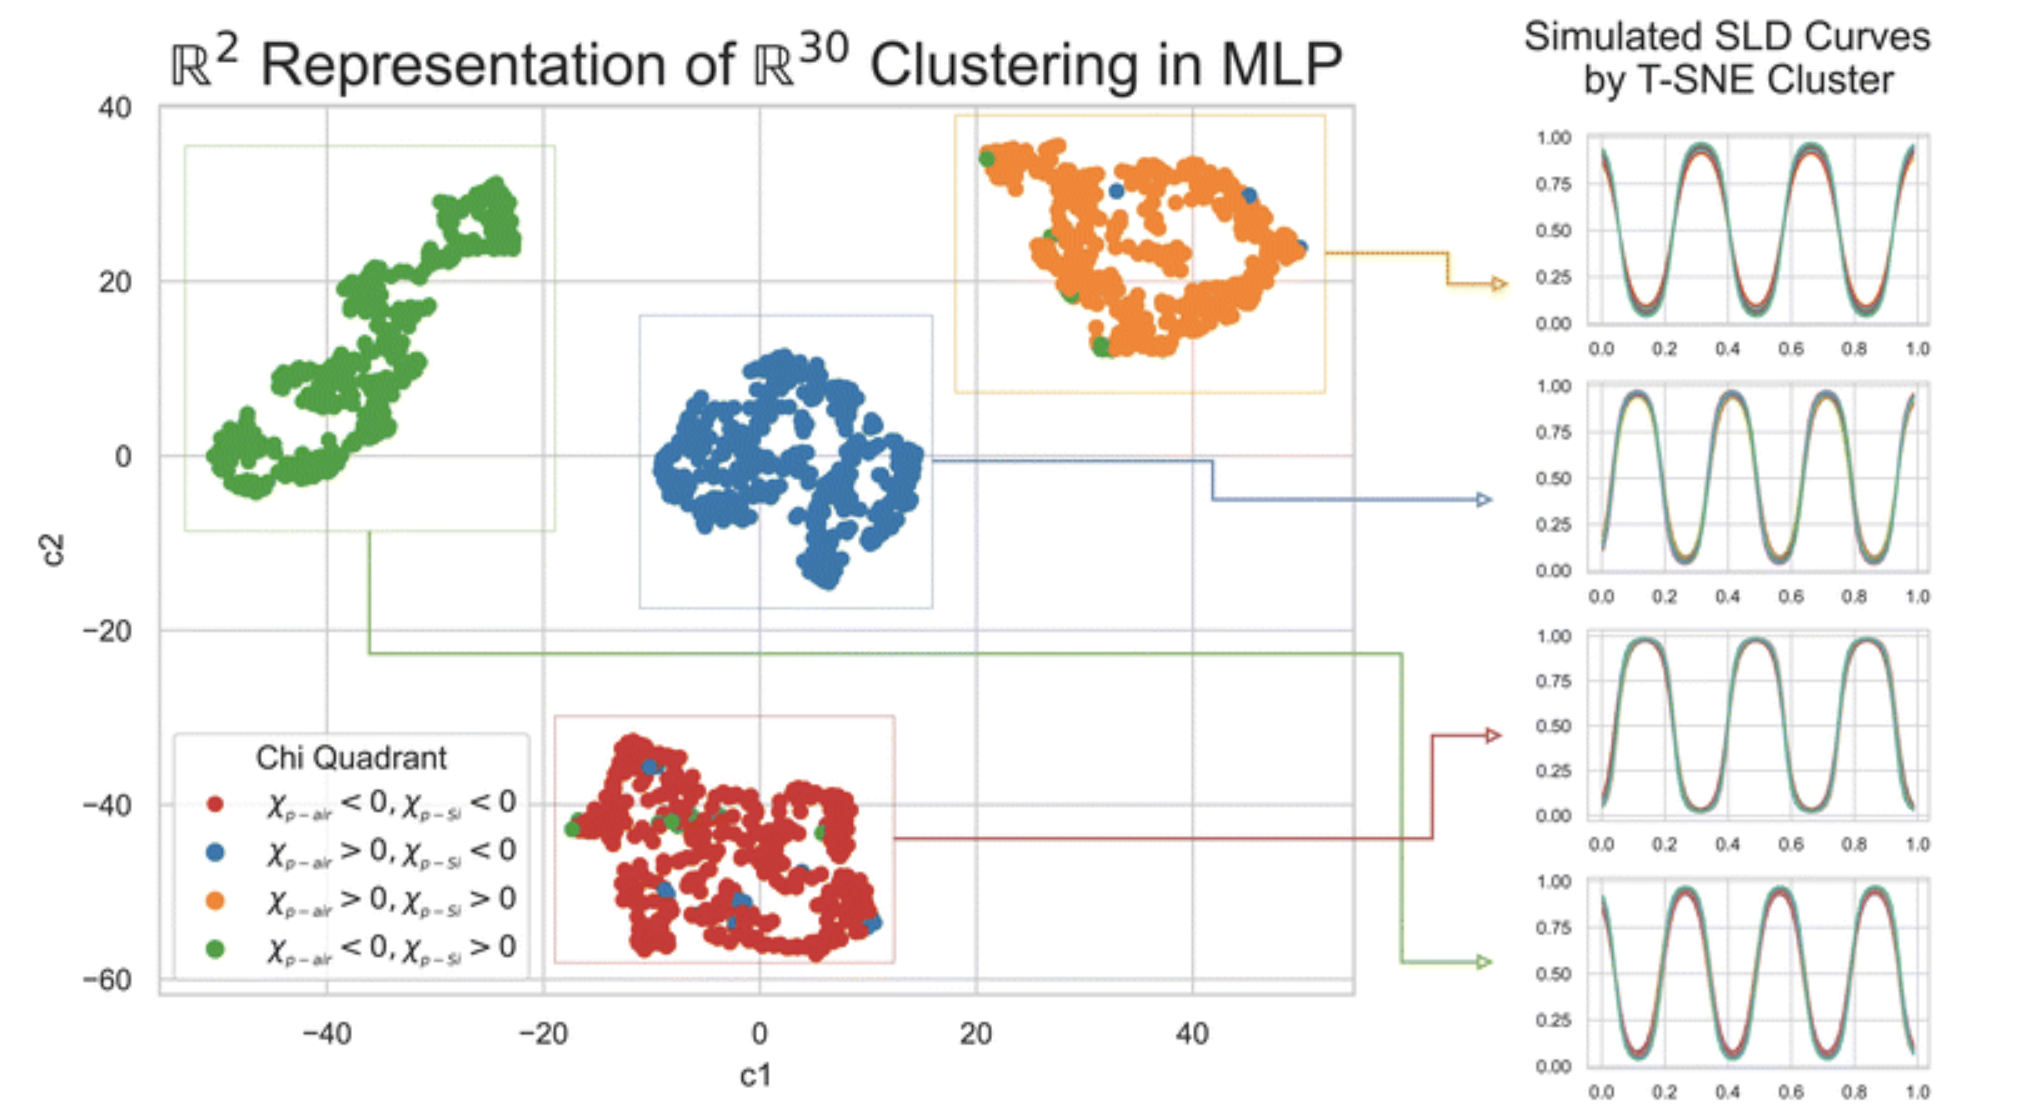 ℝ² Representation of ℝ³⁰ Clustering in MLP
Simulated SLD Curves
by T-SNE Cluster
40
20
0
−20
−40
−60
c2
−40
−20
0
20
40
c1
Chi Quadrant
χp−air < 0, χp−Si < 0
χp−air > 0, χp−Si < 0
χp−air > 0, χp−Si > 0
χp−air < 0, χp−Si > 0
1.00
0.75
0.50
0.25
0.00
0.0 0.2 0.4 0.6 0.8 1.0
1.00
0.75
0.50
0.25
0.00
0.0 0.2 0.4 0.6 0.8 1.0
1.00
0.75
0.50
0.25
0.00
0.0 0.2 0.4 0.6 0.8 1.0
1.00
0.75
0.50
0.25
0.00
0.0 0.2 0.4 0.6 0.8 1.0